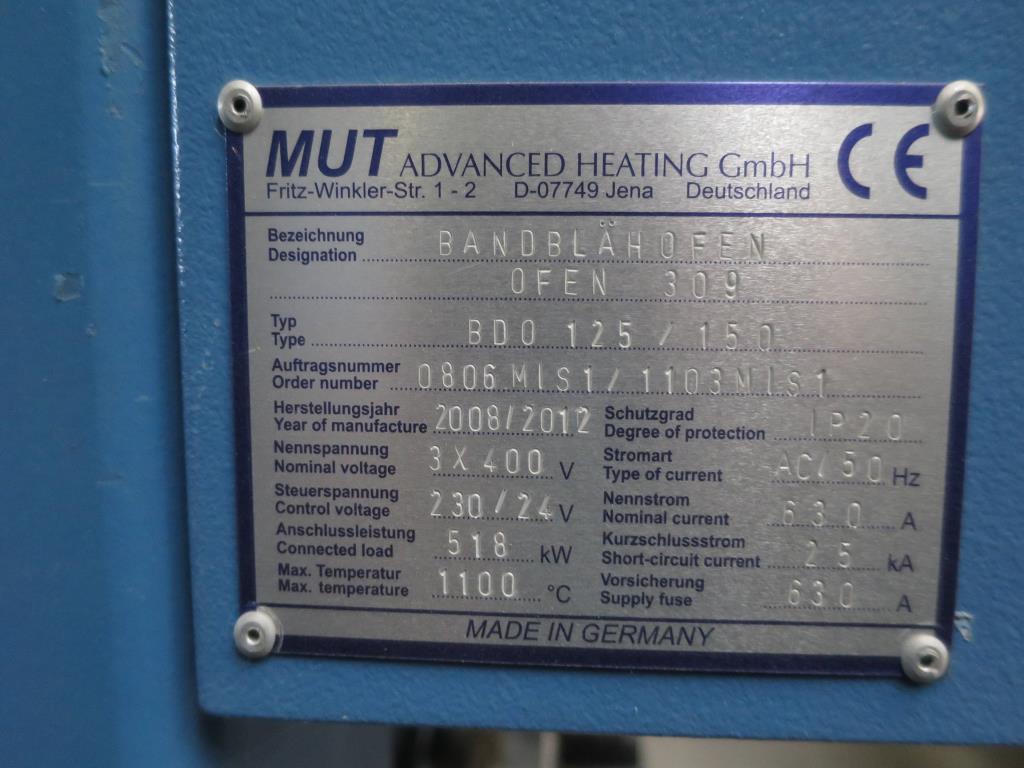 MUT ADVANCED HEATING GmbH CE
Fritz-Winkler-Str. 1 - 2 D-07749 Jena Deutschland
Bezeichnung
Designation BANDBLÄHOFEN
OFEN 309
Typ
Type BDO 125 / 150
Auftragsnummer
Order number 0806MIS1/1103MIS1
Herstellungsjahr
Year of manufacture 2008/2012
Schutzgrad
Degree of protection IP20
Nennspannung
Nominal voltage 3X400 V
Stromart
Type of current AC/50 Hz
Steuerspannung
Control voltage 230/24 V
Nennstrom
Nominal current 630 A
Anschlussleistung
Connected load 518 kW
Kurzschlussstrom
Short-circuit current 25 kA
Max. Temperatur
Max. temperature 1100 °C
Vorsicherung
Supply fuse 630 A
MADE IN GERMANY